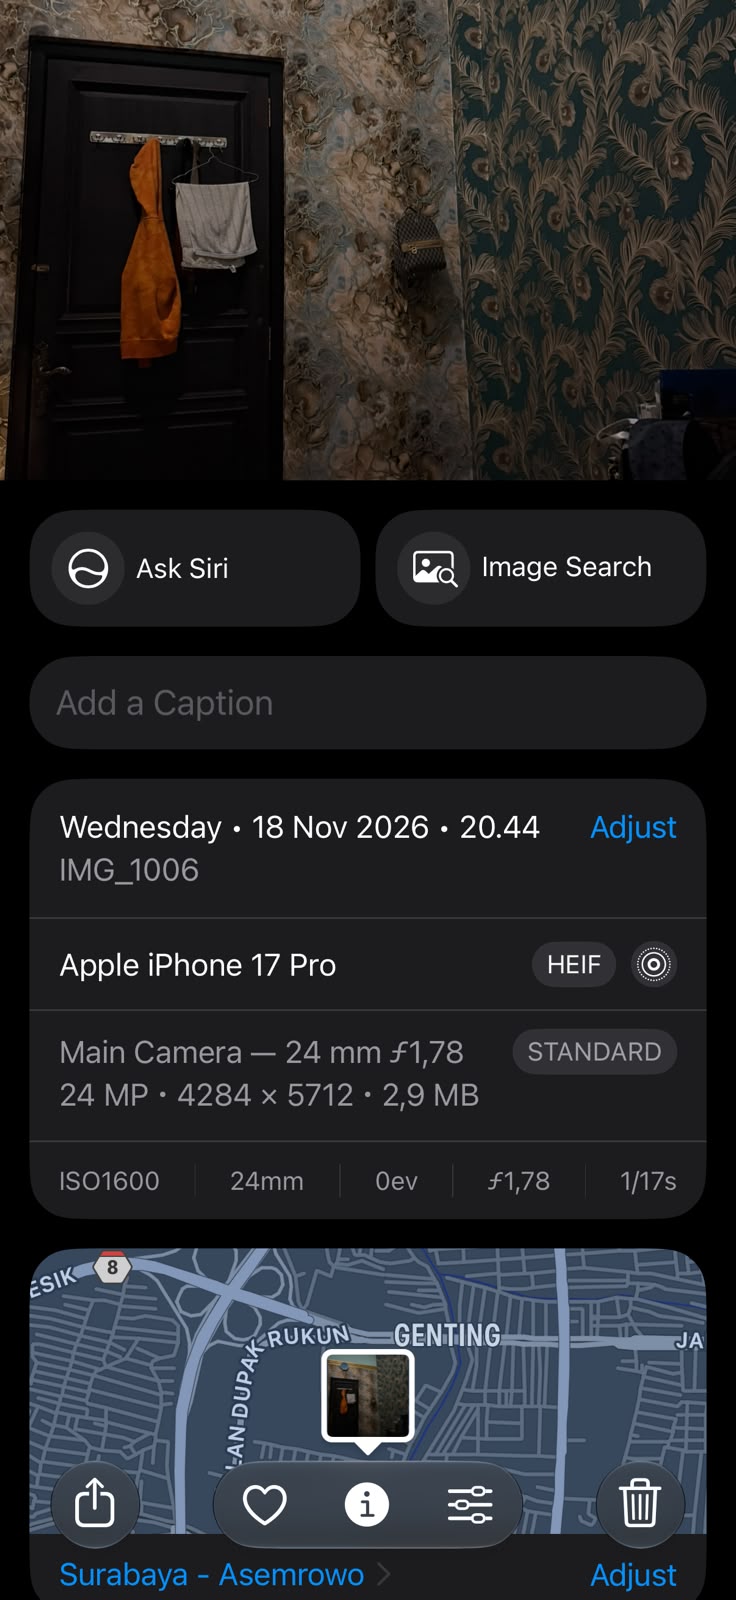 Ask Siri
Image Search
Add a Caption
Wednesday • 18 Nov 2026 • 20.44
Adjust
IMG_1006
Apple iPhone 17 Pro
HEIF
Main Camera — 24 mm ƒ1,78
STANDARD
24 MP • 4284 × 5712 • 2,9 MB
ISO1600
24mm
0ev
ƒ1,78
1/17s
ESIK
8
RUKUN
GENTING
JA
LAN DUPAK
Surabaya - Asemrowo
Adjust